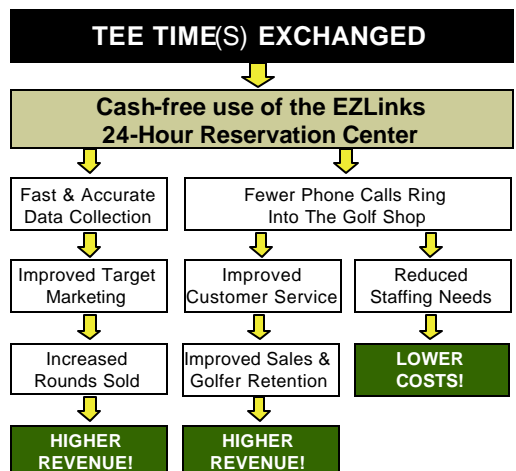 TEE TIME(S) EXCHANGED
Cash-free use of the EZLinks
24-Hour Reservation Center
Fast & Accurate
Data Collection
Fewer Phone Calls Ring
Into The Golf Shop
Improved Target
Marketing
Improved
Customer Service
Reduced
Staffing Needs
Increased
Rounds Sold
Improved Sales &
Golfer Retention
LOWER
COSTS!
HIGHER
REVENUE!
HIGHER
REVENUE!